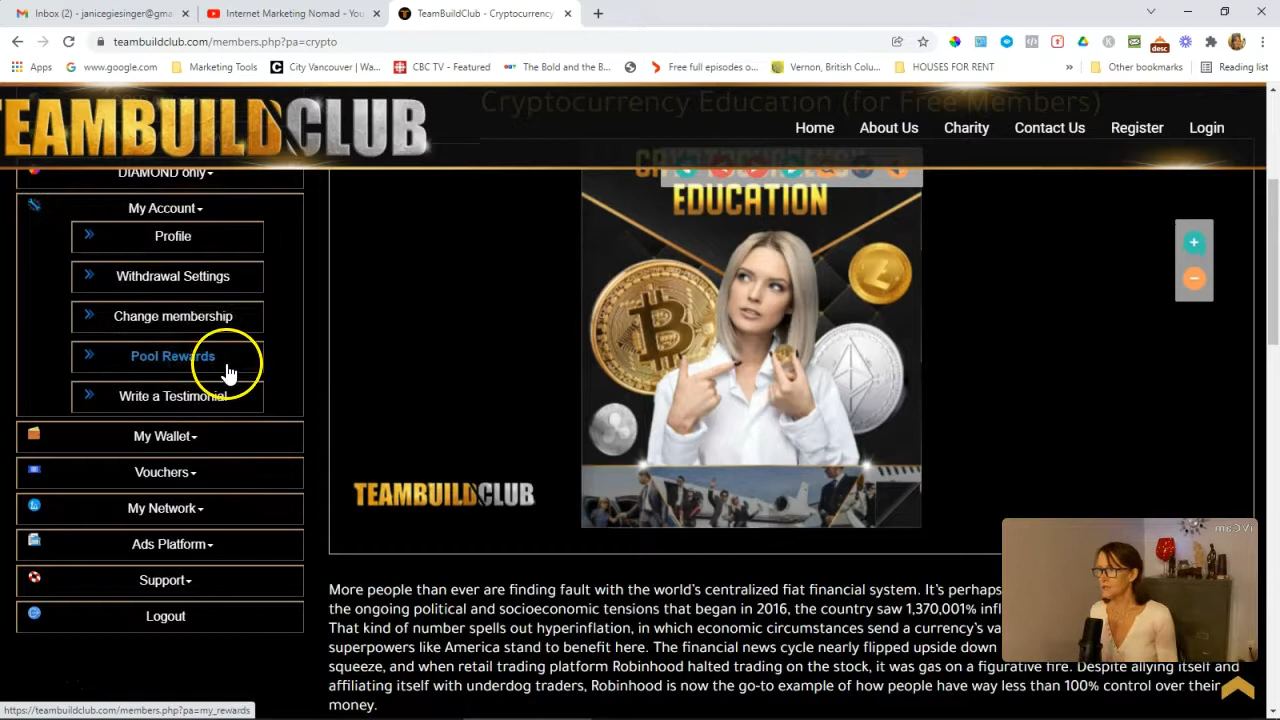 Inbox (2) - janicegiesinger@gma
Internet Marketing Nomad - You
TeamBuildClub - Cryptocurrency
teambuildclub.com/members.php?pa=crypto
desc
Apps
www.google.com
Marketing Tools
City Vancouver | Wa...
CBC TV - Featured
The Bold and the B...
Free full episodes o...
Vernon, British Colu...
HOUSES FOR RENT
»
Other bookmarks
Reading list
TEAMBUILDCLUB
Cryptocurrency Education (for Free Members)
Home
About Us
Charity
Contact Us
Register
Login
DIAMOND only
My Account
Profile
Withdrawal Settings
Change membership
Pool Rewards
Write a Testimonial
My Wallet
Vouchers
My Network
Ads Platform
Support
Logout
CRYPTOCURRENCY
EDUCATION
TEAMBUILDCLUB
iVCam
More people than ever are finding fault with the world's centralized fiat financial system. It's perhaps
the ongoing political and socioeconomic tensions that began in 2016, the country saw 1,370,001% infl
That kind of number spells out hyperinflation, in which economic circumstances send a currency's va
superpowers like America stand to benefit here. The financial news cycle nearly flipped upside down
squeeze, and when retail trading platform Robinhood halted trading on the stock, it was gas on a figurative fire. Despite allying itself and
affiliating itself with underdog traders, Robinhood is now the go-to example of how people have way less than 100% control over their
money.
https://teambuildclub.com/members.php?pa=my_rewards